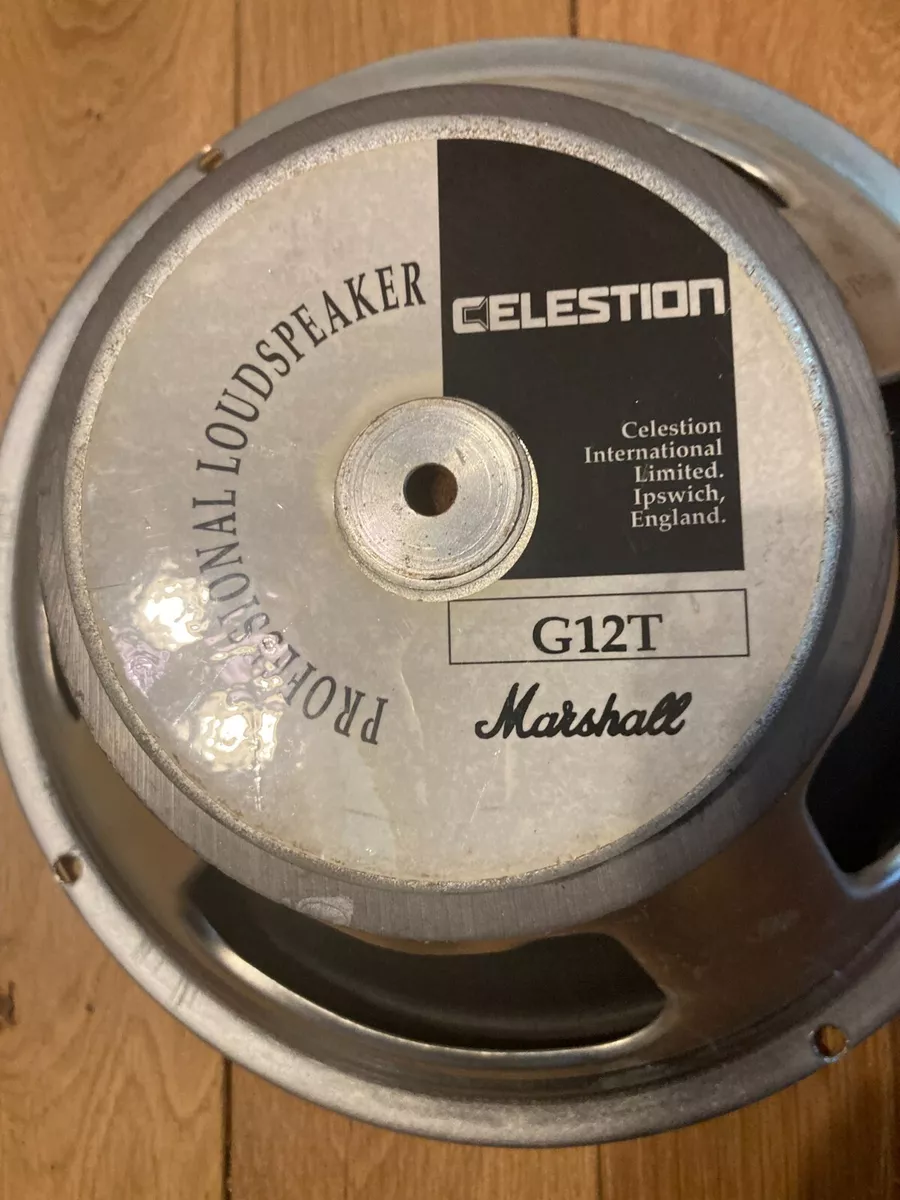 PROFESSIONAL LOUDSPEAKER
CELESTION
Celestion
International
Limited.
Ipswich,
England.
G12T
Marshall